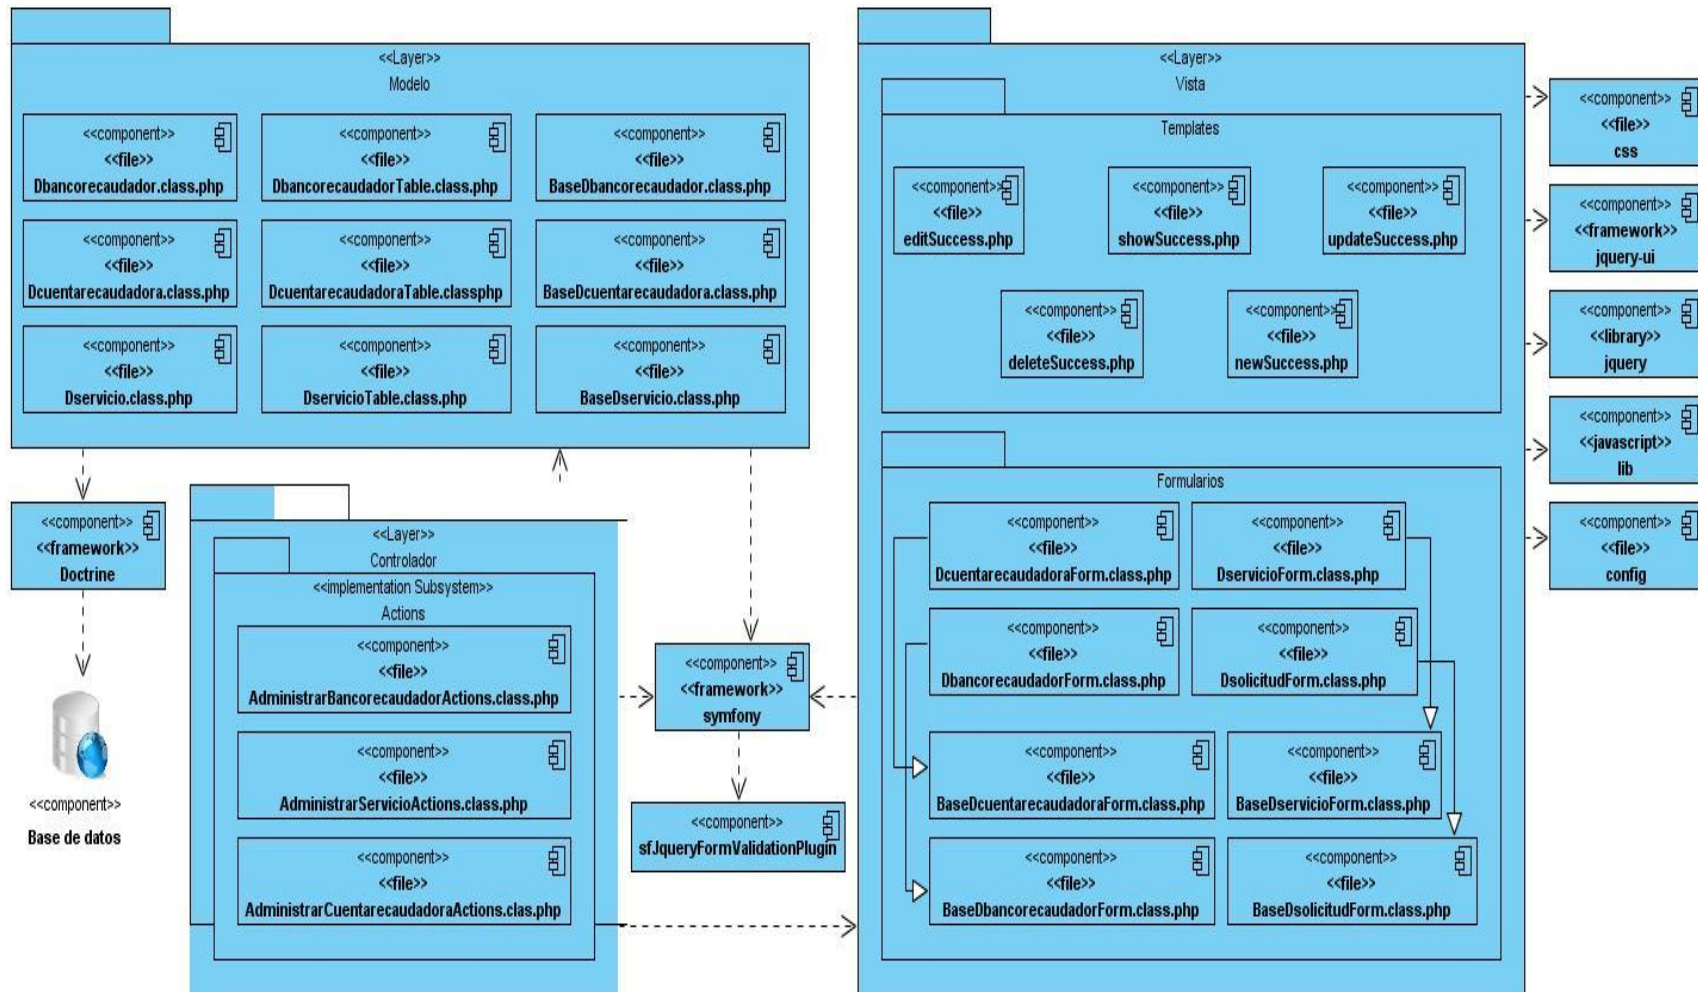 <<Layer>>
Modelo
<<component>>
<<file>>
Dbancorecaudador.class.php
<<component>>
<<file>>
DbancorecaudadorTable.class.php
<<component>>
<<file>>
BaseDbancorecaudador.class.php
<<component>>
<<file>>
Dcuentarecaudadora.class.php
<<component>>
<<file>>
DcuentarecaudadoraTable.classphp
<<component>>
<<file>>
BaseDcuentarecaudadora.class.php
<<component>>
<<file>>
Dservicio.class.php
<<component>>
<<file>>
DservicioTable.class.php
<<component>>
<<file>>
BaseDservicio.class.php
<<component>>
<<framework>>
Doctrine
<<component>>
Base de datos
<<Layer>>
Controlador
<<implementation Subsystem>>
Actions
<<component>>
<<file>>
AdministrarBancorecaudadorActions.class.php
<<component>>
<<file>>
AdministrarServicioActions.class.php
<<component>>
<<file>>
AdministrarCuentarecaudadoraActions.clas.php
<<component>>
<<framework>>
symfony
<<component>>
sfJqueryFormValidationPlugin
<<Layer>>
Vista
Templates
<<component>>
<<file>>
editSuccess.php
<<component>>
<<file>>
showSuccess.php
<<component>>
<<file>>
updateSuccess.php
<<component>>
<<file>>
deleteSuccess.php
<<component>>
<<file>>
newSuccess.php
Formularios
<<component>>
<<file>>
DcuentarecaudadoraForm.class.php
<<component>>
<<file>>
DservicioForm.class.php
<<component>>
<<file>>
DbancorecaudadorForm.class.php
<<component>>
<<file>>
DsolicitudForm.class.php
<<component>>
<<file>>
BaseDcuentarecaudadoraForm.class.php
<<component>>
<<file>>
BaseDservicioForm.class.php
<<component>>
<<file>>
BaseDbancorecaudadorForm.class.php
<<component>>
<<file>>
BaseDsolicitudForm.class.php
<<component>>
<<file>>
css
<<component>>
<<framework>>
jquery-ui
<<component>>
<<library>>
jquery
<<component>>
<<javascript>>
lib
<<component>>
<<file>>
config